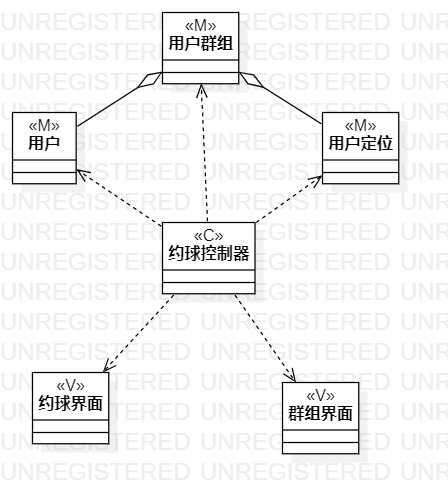 «M»
用户群组
«M»
用户
«M»
用户定位
«C»
约球控制器
«V»
约球界面
«V»
群组界面
UNREGISTERED UNREGISTERED UNREGISTERED